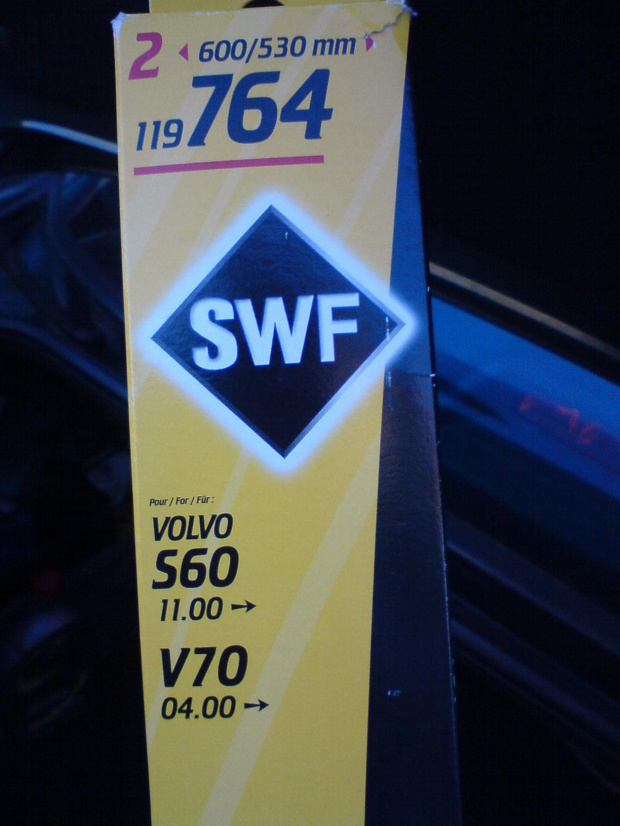 2 600/530 mm
119764
SWF
Pour / For / Für :
VOLVO
S60
11.00 →
V70
04.00 →